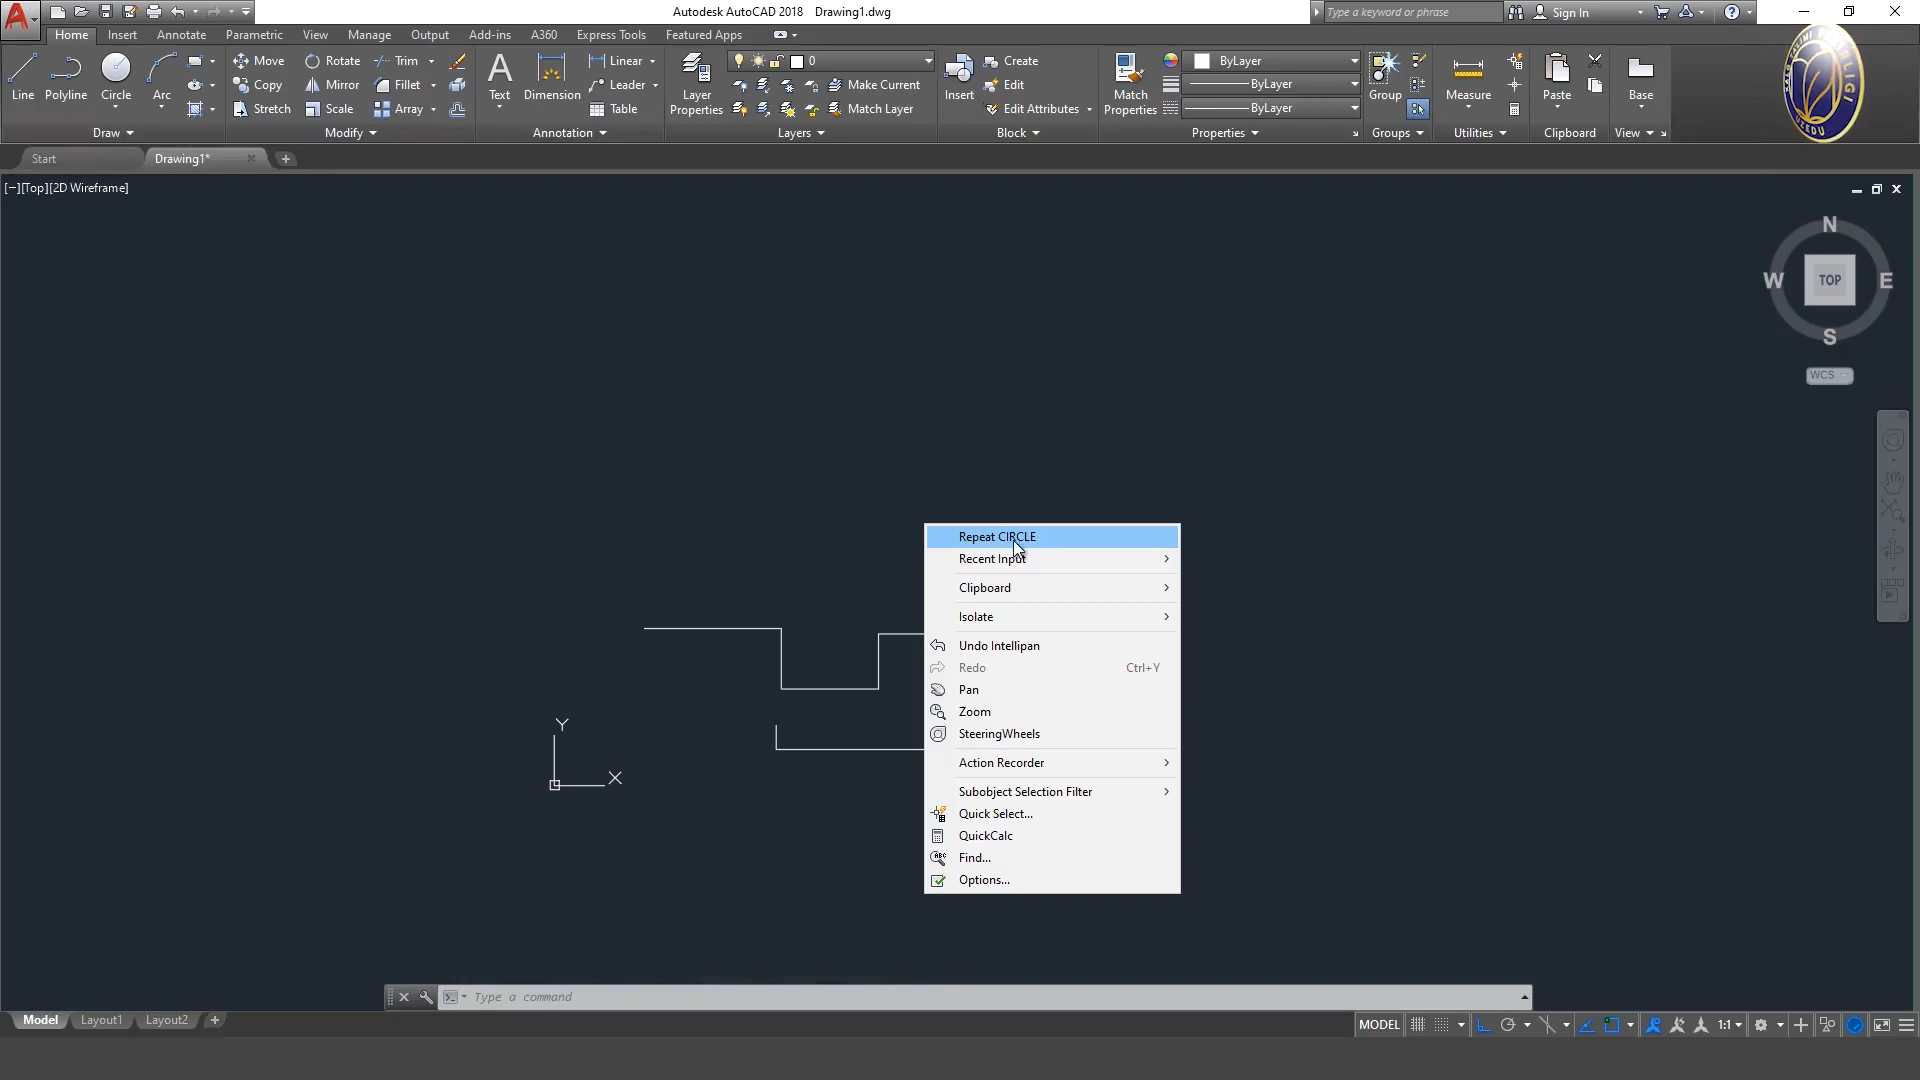 Autodesk AutoCAD 2018 Drawing1.dwg
Type a keyword or phrase
Sign In
Home Insert Annotate Parametric View Manage Output Add-ins A360 Express Tools Featured Apps
Line Polyline Circle Arc
Move Rotate Trim
Copy Mirror Fillet
Stretch Scale Array
Text Dimension
Linear
Leader
Table
Layer Properties
0
Make Current
Match Layer
Insert
Create
Edit
Edit Attributes
Match Properties
ByLayer
ByLayer
ByLayer
Group Measure Paste Base
Draw Modify Annotation Layers Block Properties Groups Utilities Clipboard View
UZEDU
Start Drawing1*
[−][Top][2D Wireframe]
N
W TOP E
S
WCS
Repeat CIRCLE
Recent Input
Clipboard
Isolate
Undo Intellipan
Redo Ctrl+Y
Pan
Zoom
SteeringWheels
Action Recorder
Subobject Selection Filter
Quick Select...
QuickCalc
Find...
Options...
Y
X
Type a command
Model Layout1 Layout2
MODEL 1:1